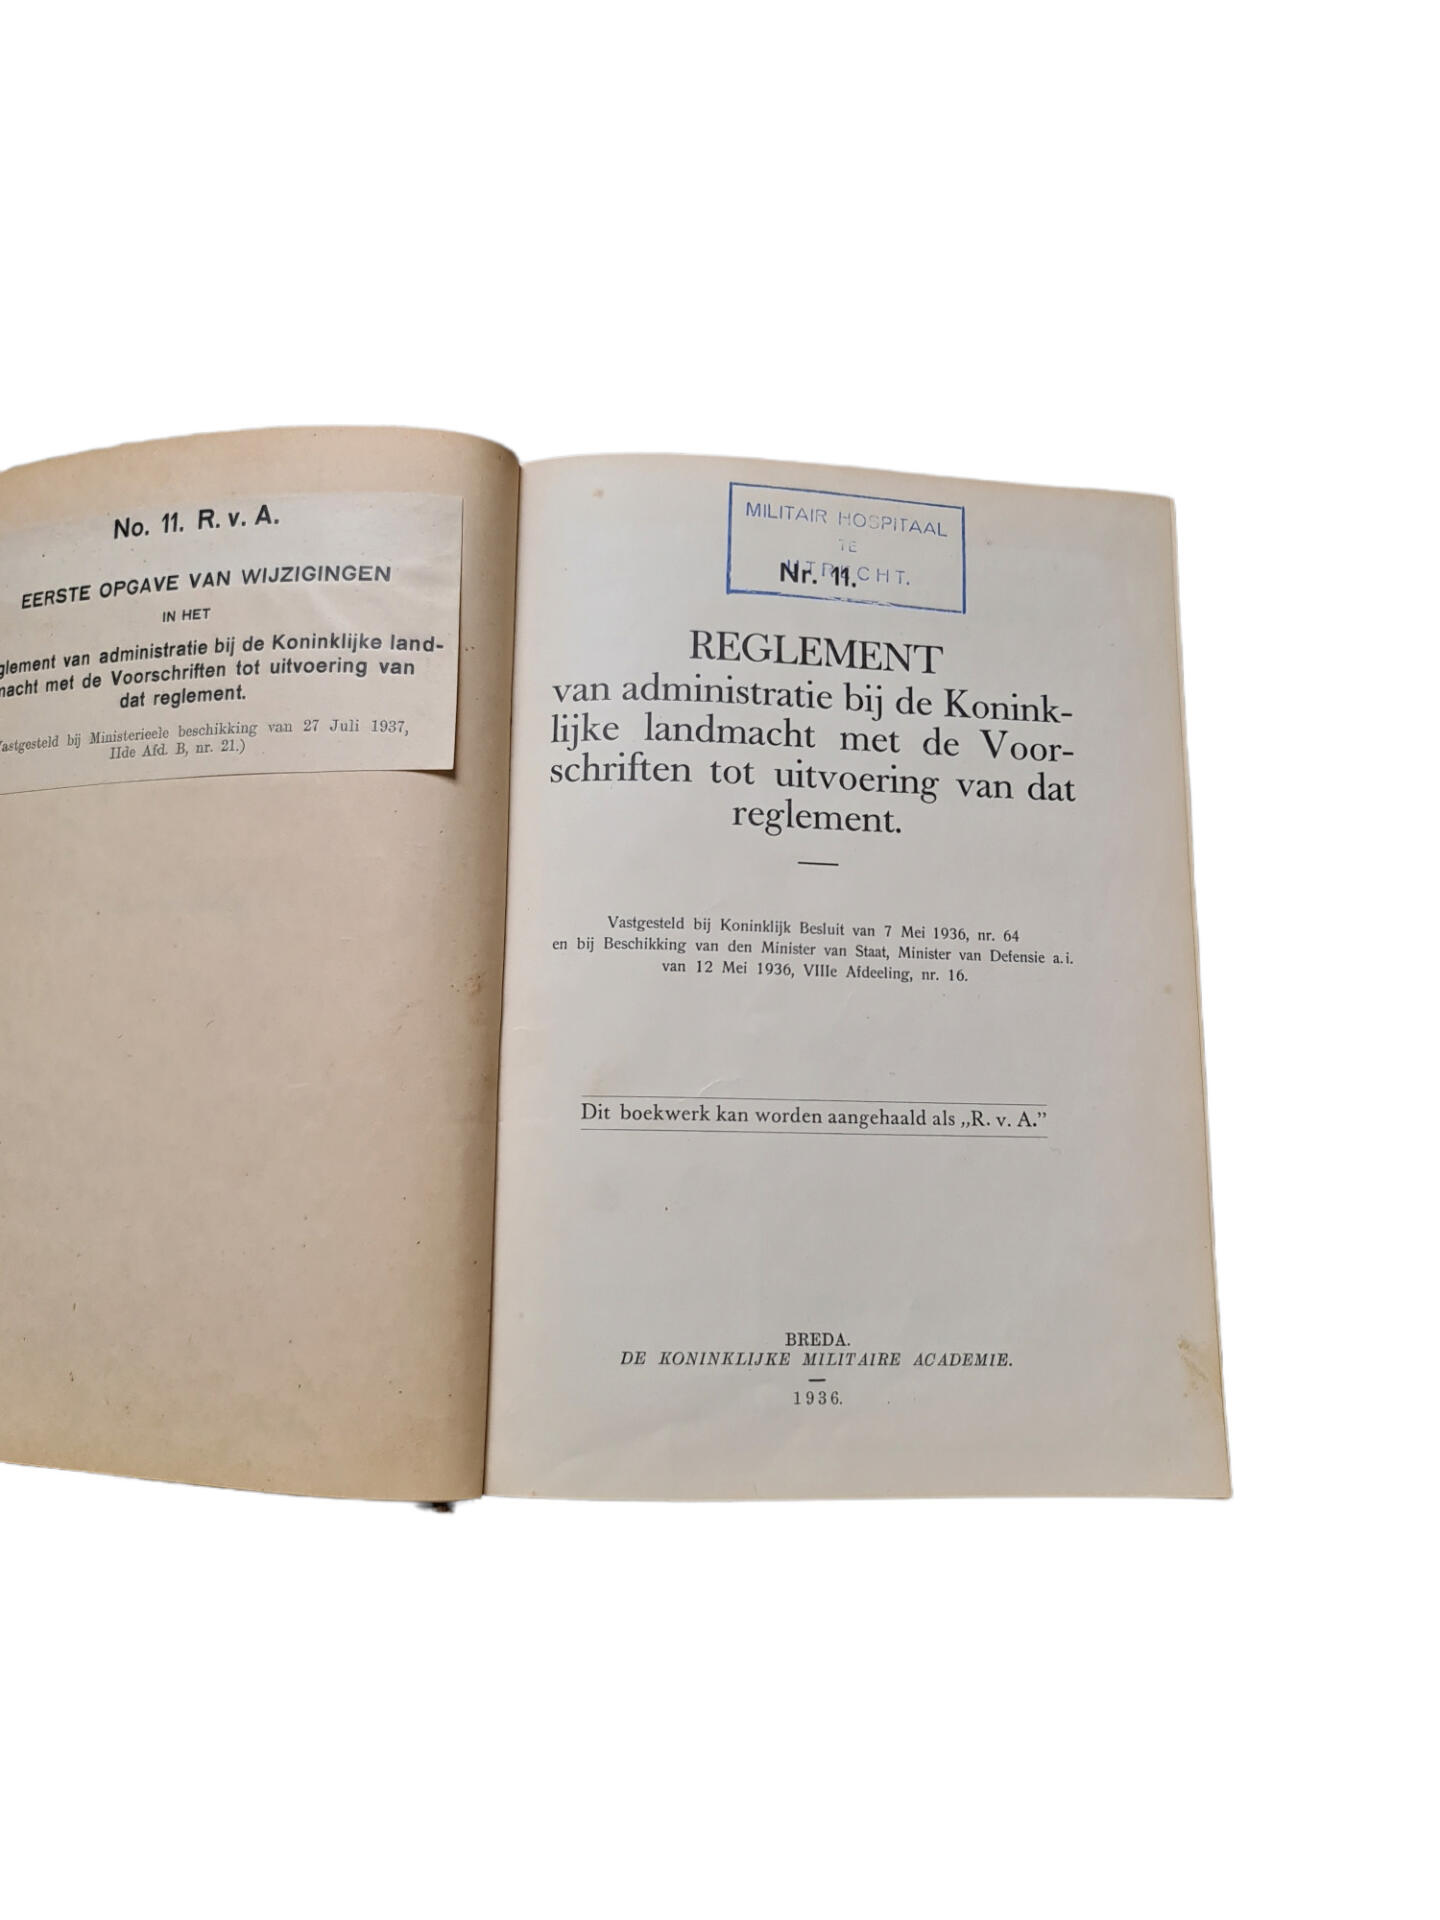 No. 11. R. v. A.
EERSTE OPGAVE VAN WIJZIGINGEN
IN HET
glement van administratie bij de Koninklijke land-
macht met de Voorschriften tot uitvoering van
dat reglement.
astgesteld bij Ministerieele beschikking van 27 Juli 1937,
IIde Afd. B, nr. 21.)
MILITAIR HOSPITAAL
TE
UTRECHT.
Nr. 11.
REGLEMENT
van administratie bij de Konink-
lijke landmacht met de Voor-
schriften tot uitvoering van dat
reglement.
Vastgesteld bij Koninklijk Besluit van 7 Mei 1936, nr. 64
en bij Beschikking van den Minister van Staat, Minister van Defensie a.i.
van 12 Mei 1936, VIIIe Afdeeling, nr. 16.
Dit boekwerk kan worden aangehaald als „R. v. A.”
BREDA.
DE KONINKLIJKE MILITAIRE ACADEMIE.
1936.